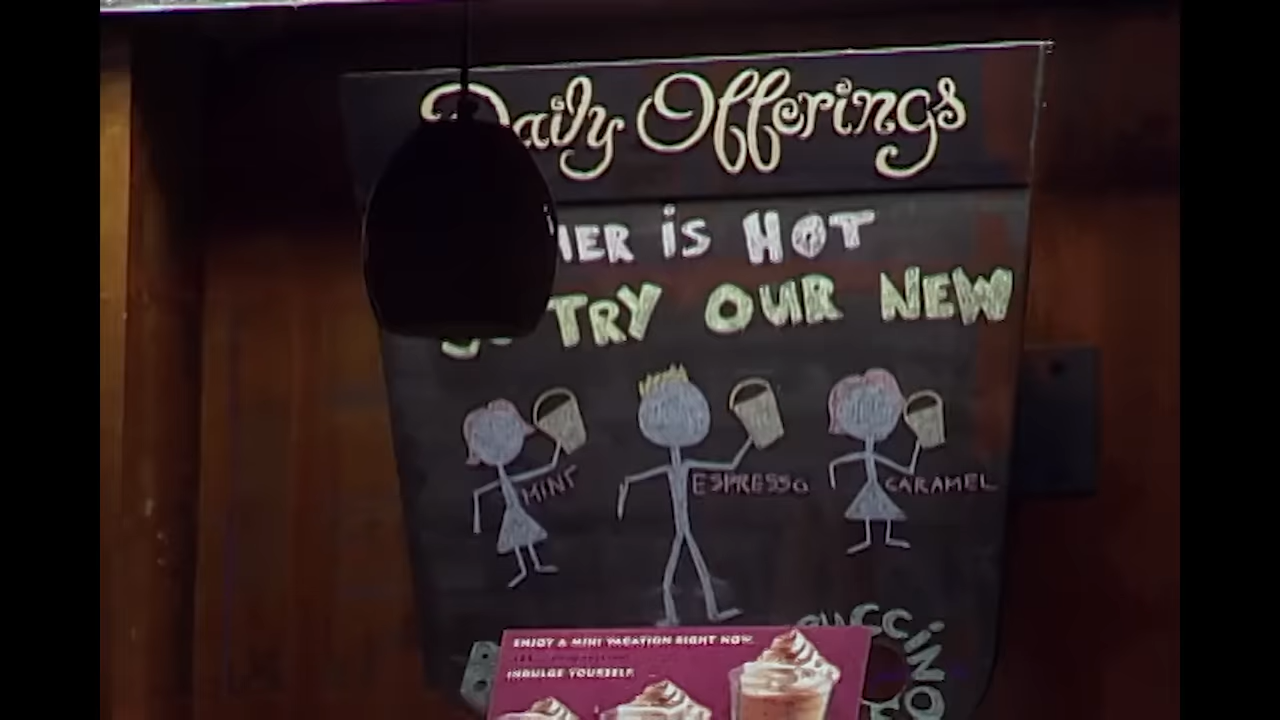 Daily Offerings
IS HOT
TRY OUR NEW
MINT
ESPRESSO
CARAMEL
ENJOY A MINI VACATION RIGHT NOW.
INDULGE YOURSELF.